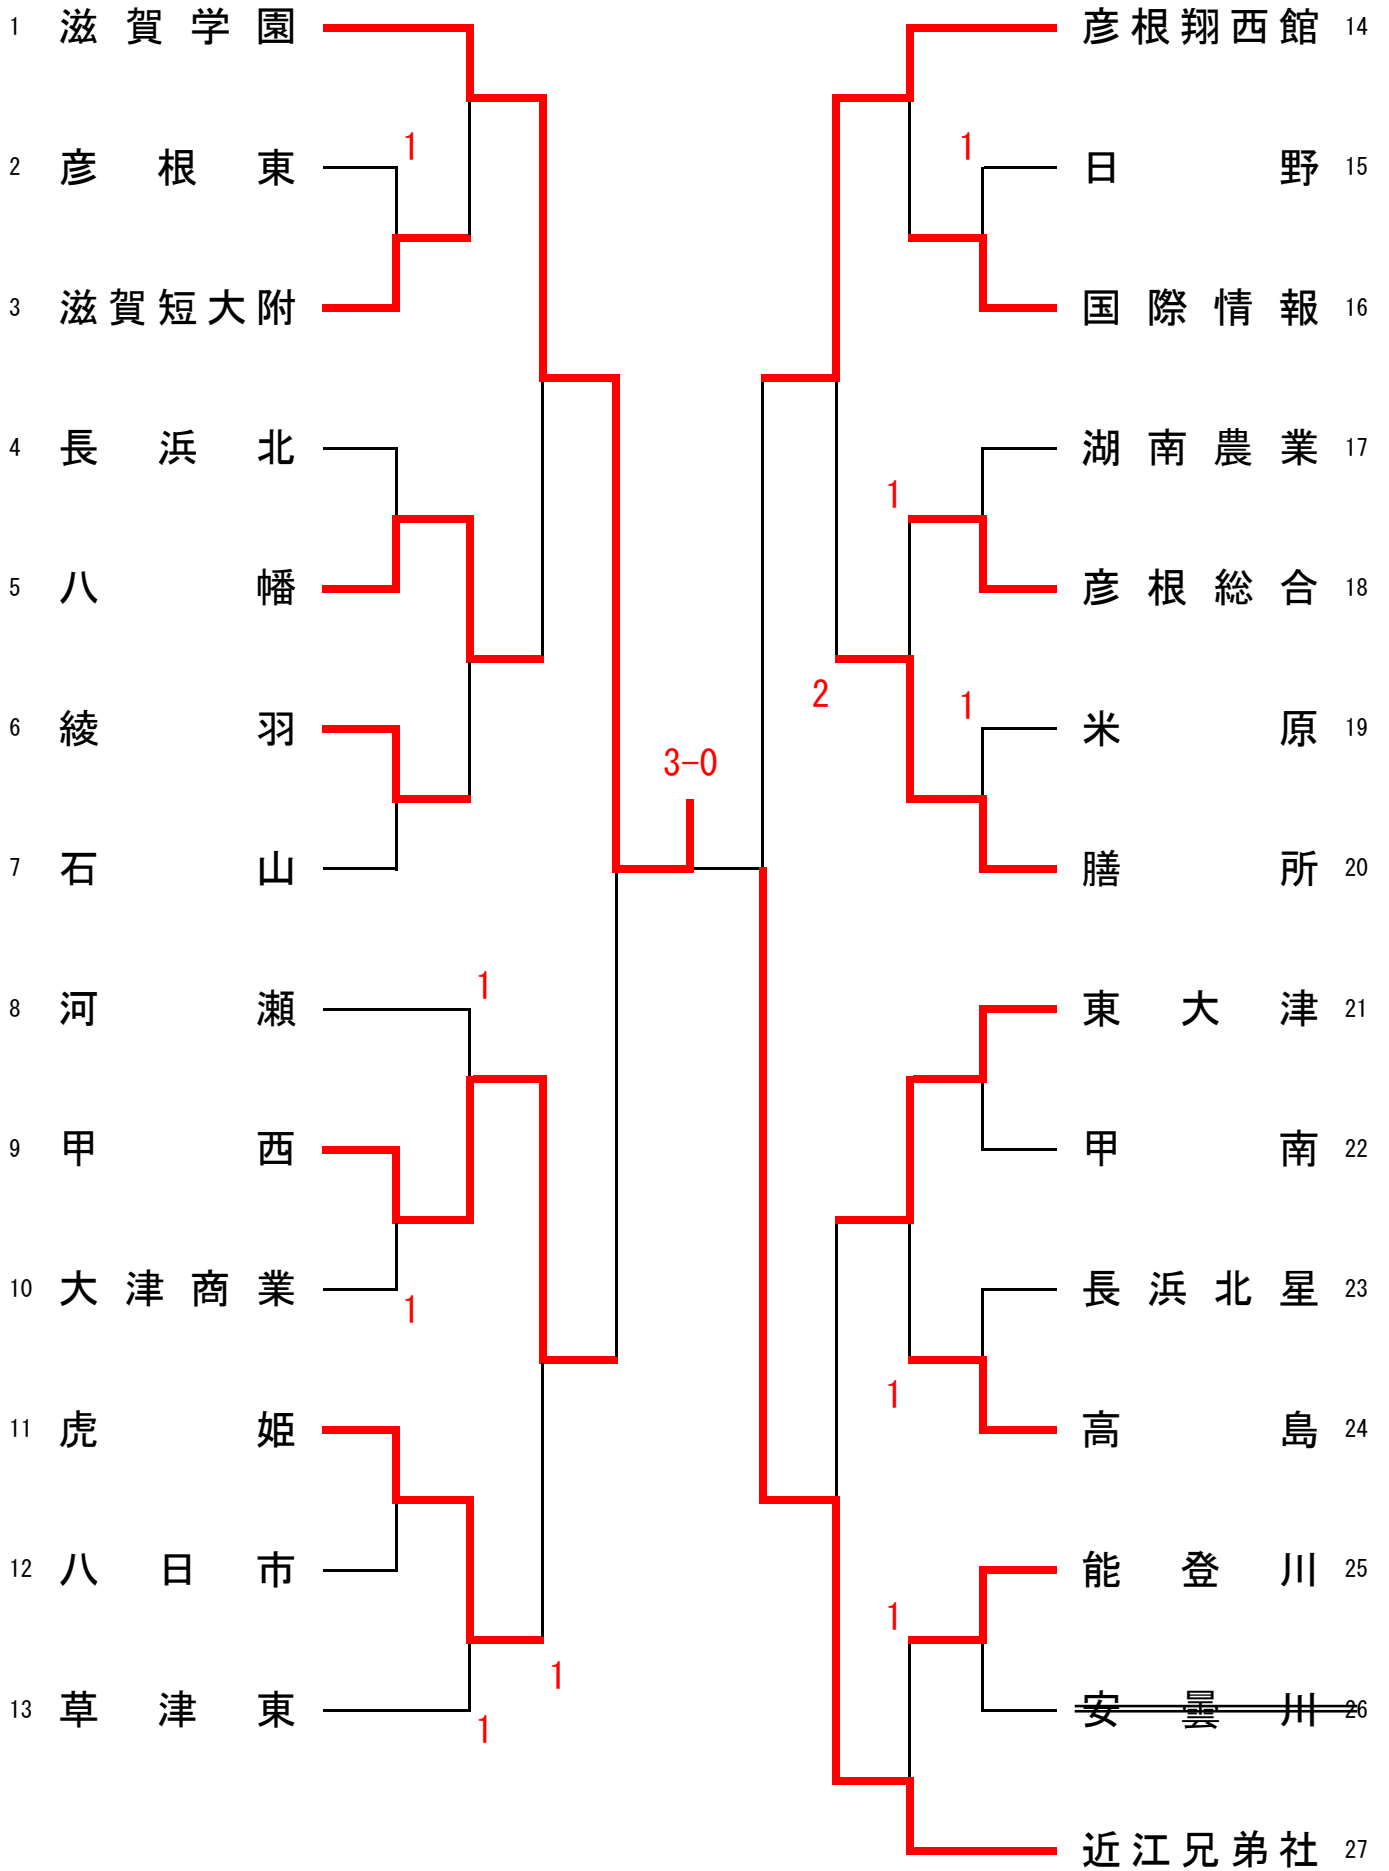 1 滋賀学園
1
2 彦根東
3 滋賀短大附
4 長浜北
5 八幡
6 綾羽
7 石山
1
8 河瀬
9 甲西
10 大津商業
1
11 虎姫
12 八日市
1
13 草津東
1
3-0
彦根翔西館 14
1
日野 15
国際情報 16
湖南農業 17
1
彦根総合 18
2
1
米原 19
膳所 20
東大津 21
甲南 22
長浜北星 23
1
高島 24
能登川 25
1
安曇川 26
近江兄弟社 27